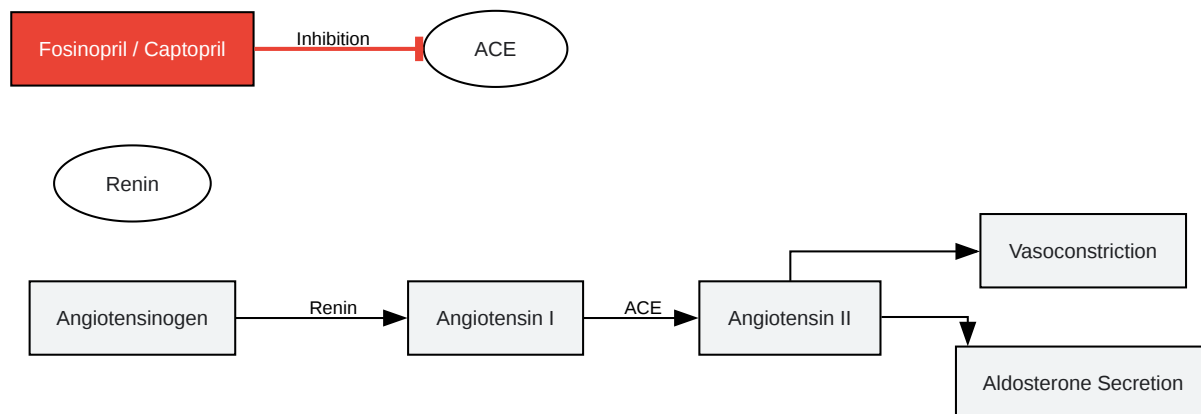 Fosinopril / Captopril
Inhibition
ACE
Renin
Vasoconstriction
Angiotensinogen
Renin
Angiotensin I
ACE
Angiotensin II
Aldosterone Secretion